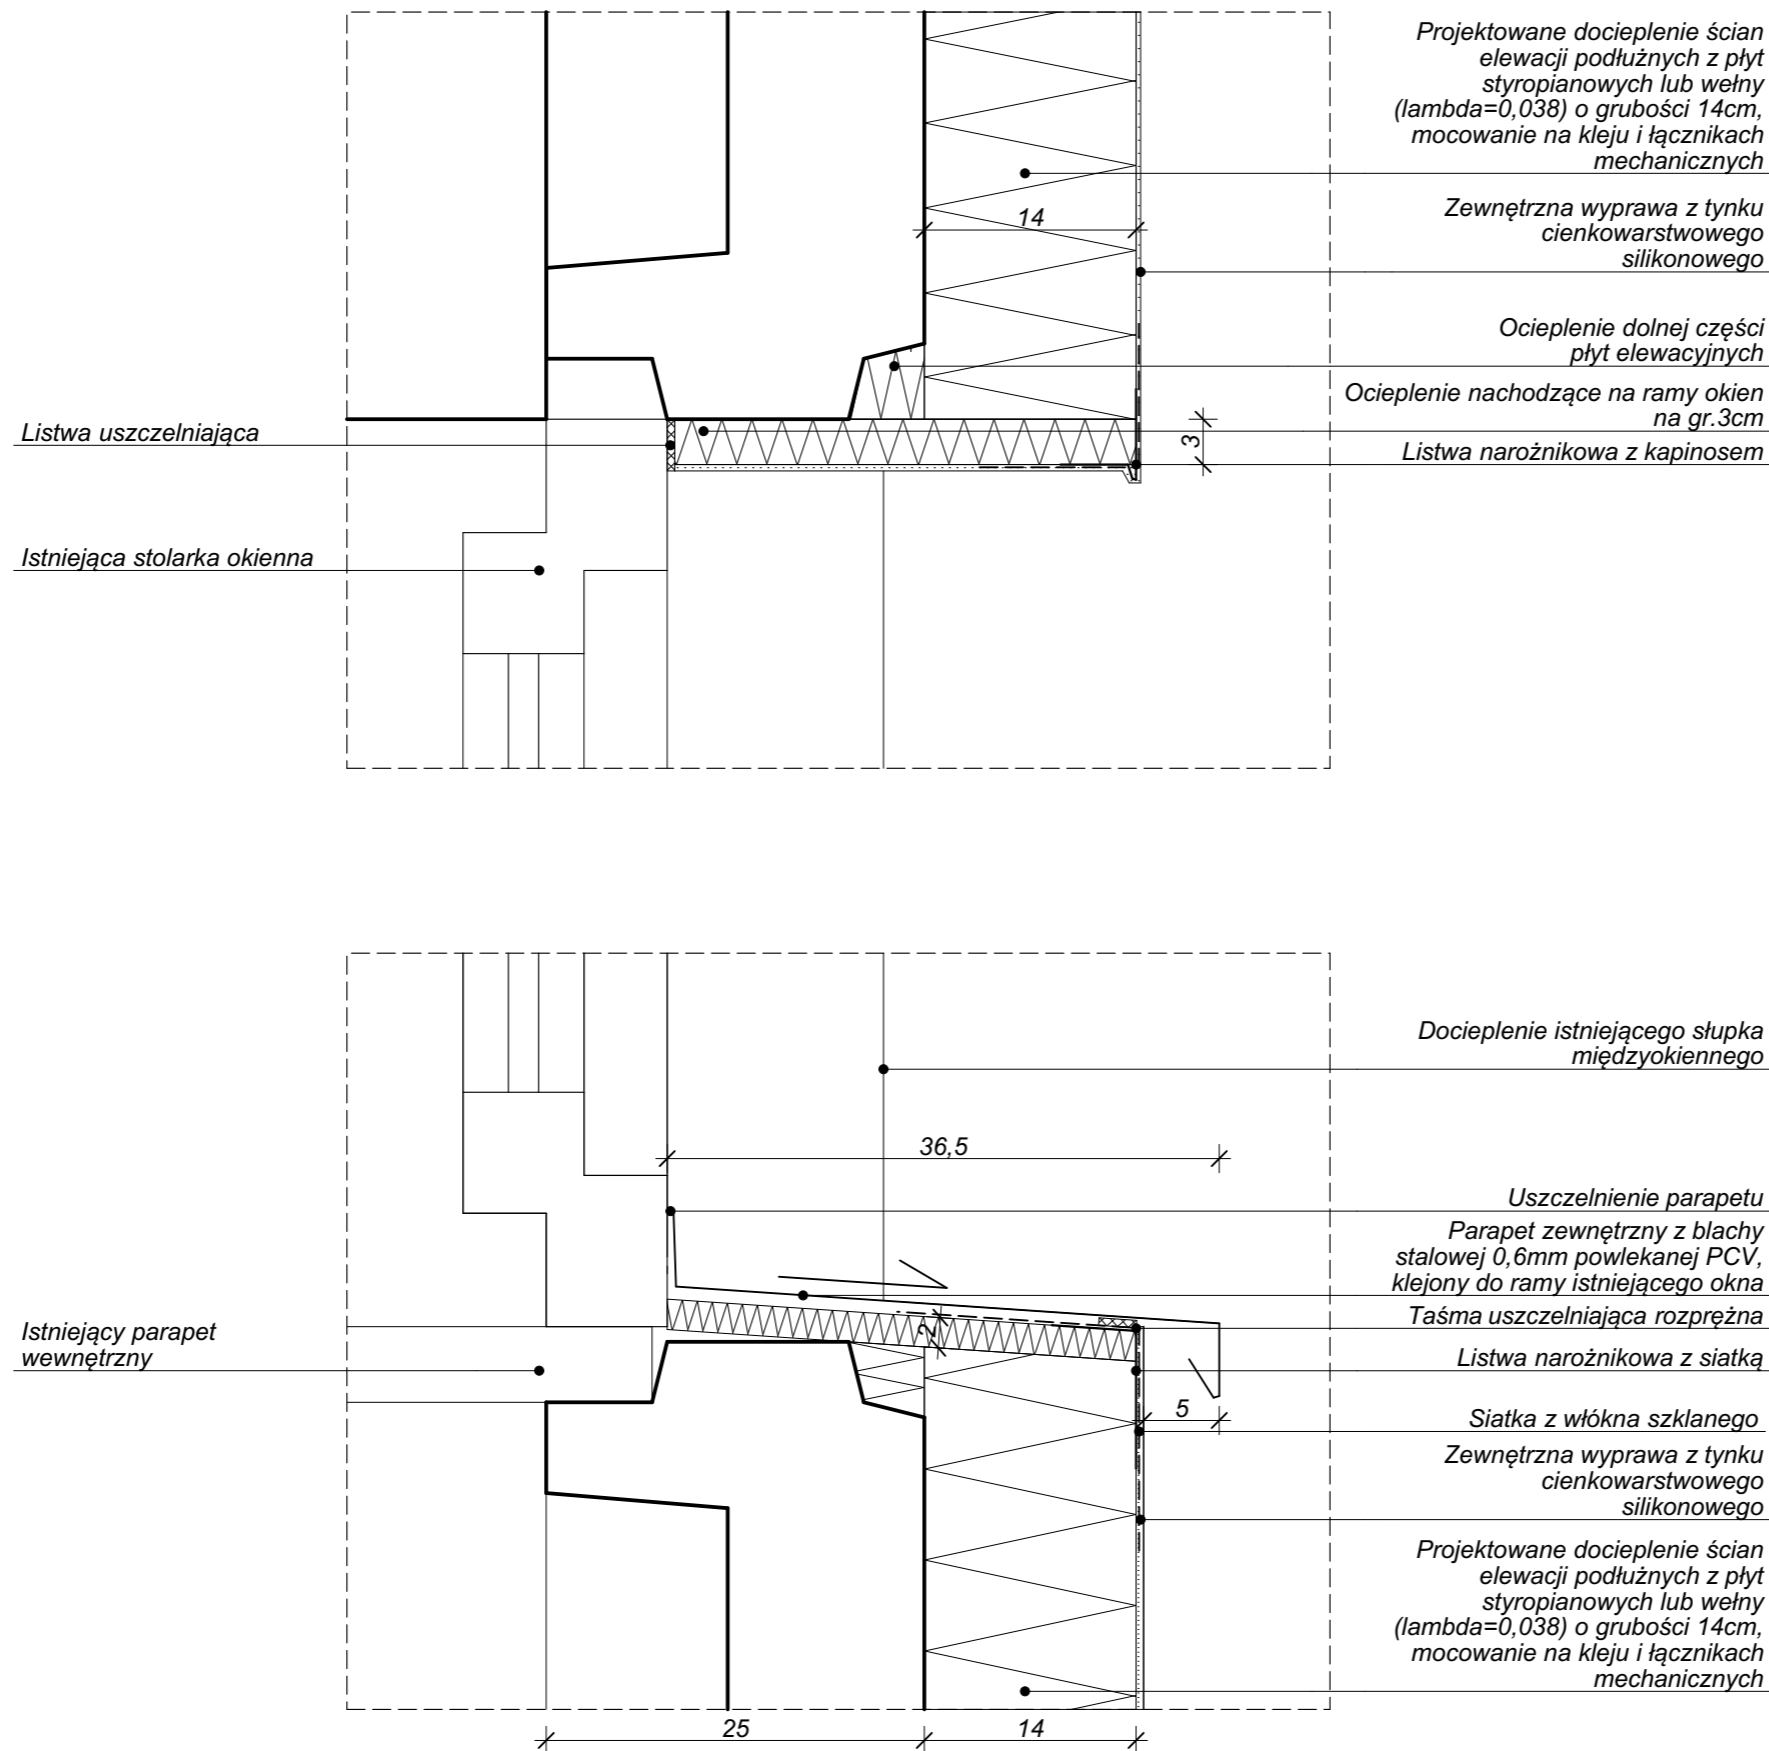 Projektowane docieplenie ścian
elewacji podłużnych z płyt
styropianowych lub wełny
(lambda=0,038) o grubości 14cm,
mocowanie na kleju i łącznikach
mechanicznych
14
Zewnętrzna wyprawa z tynku
cienkowarstwowego
silikonowego
Ocieplenie dolnej części
płyt elewacyjnych
Ocieplenie nachodzące na ramy okien
na gr.3cm
3
Listwa uszczelniająca
Listwa narożnikowa z kapinosem
Istniejąca stolarka okienna
Docieplenie istniejącego słupka
międzyokiennego
36,5
Uszczelnienie parapetu
Parapet zewnętrzny z blachy
stalowej 0,6mm powlekanej PCV,
klejony do ramy istniejącego okna
Taśma uszczelniająca rozprężna
2
Istniejący parapet
wewnętrzny
Listwa narożnikowa z siatką
5
Siatka z włókna szklanego
Zewnętrzna wyprawa z tynku
cienkowarstwowego
silikonowego
Projektowane docieplenie ścian
elewacji podłużnych z płyt
styropianowych lub wełny
(lambda=0,038) o grubości 14cm,
mocowanie na kleju i łącznikach
mechanicznych
25
14